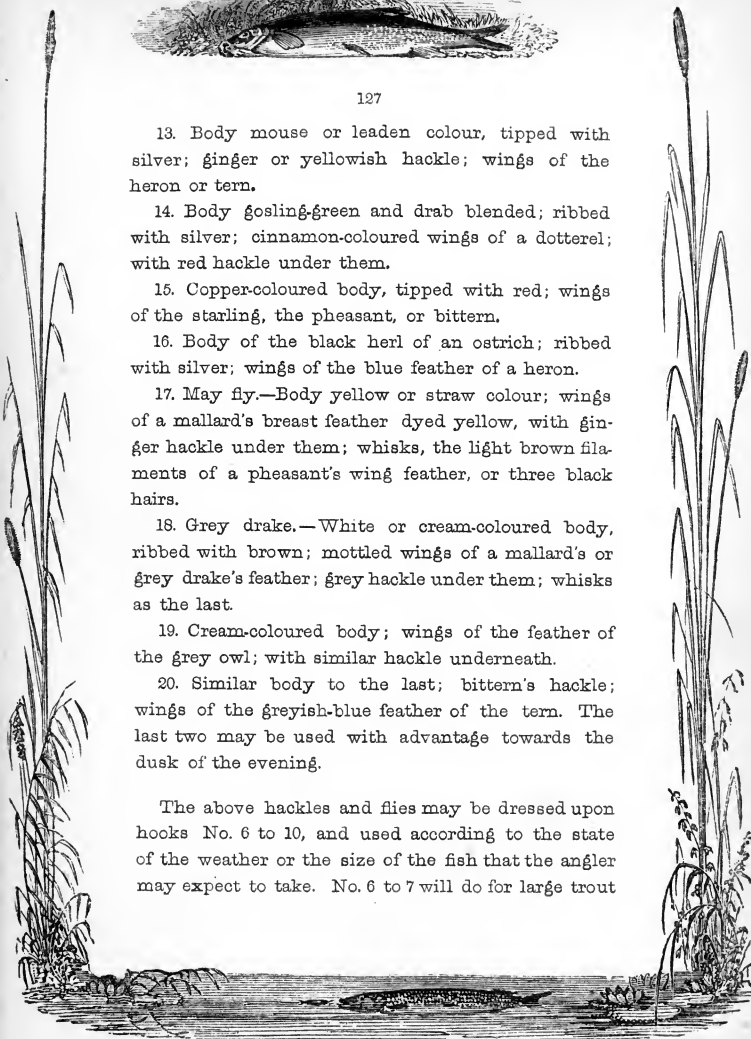 127
13. Body mouse or leaden colour, tipped with
silver; ginger or yellowish hackle; wings of the
heron or tern.
14. Body gosling-green and drab blended; ribbed
with silver; cinnamon-coloured wings of a dotterel;
with red hackle under them.
15. Copper-coloured body, tipped with red; wings
of the starling, the pheasant, or bittern.
16. Body of the black herl of an ostrich; ribbed
with silver; wings of the blue feather of a heron.
17. May fly.—Body yellow or straw colour; wings
of a mallard's breast feather dyed yellow, with gin-
ger hackle under them; whisks, the light brown fila-
ments of a pheasant's wing feather, or three black
hairs.
18. Grey drake.—White or cream-coloured body,
ribbed with brown; mottled wings of a mallard's or
grey drake's feather; grey hackle under them; whisks
as the last.
19. Cream-coloured body; wings of the feather of
the grey owl; with similar hackle underneath.
20. Similar body to the last; bittern's hackle;
wings of the greyish-blue feather of the tern. The
last two may be used with advantage towards the
dusk of the evening.
The above hackles and flies may be dressed upon
hooks No. 6 to 10, and used according to the state
of the weather or the size of the fish that the angler
may expect to take. No. 6 to 7 will do for large trout